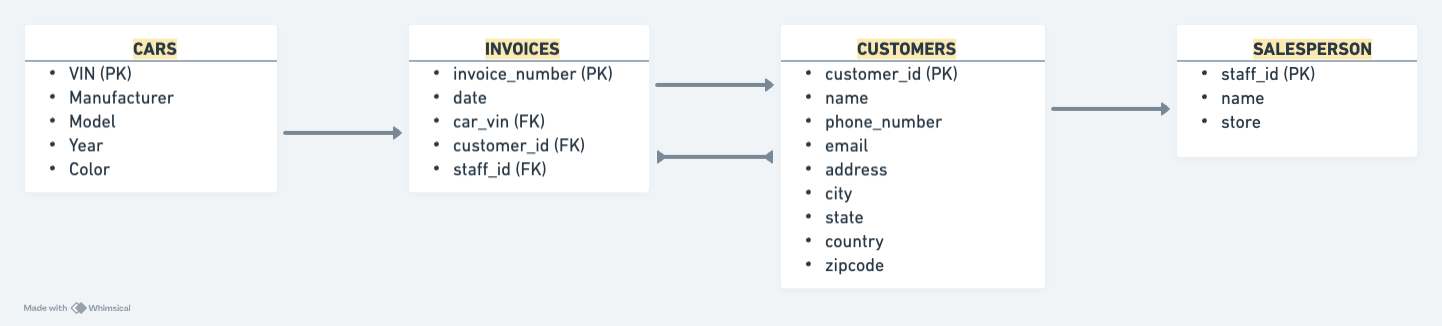 CARS
• VIN (PK)
• Manufacturer
• Model
• Year
• Color
INVOICES
• invoice_number (PK)
• date
• car_vin (FK)
• customer_id (FK)
• staff_id (FK)
CUSTOMERS
• customer_id (PK)
• name
• phone_number
• email
• address
• city
• state
• country
• zipcode
SALESPERSON
• staff_id (PK)
• name
• store
Made with Whimsical